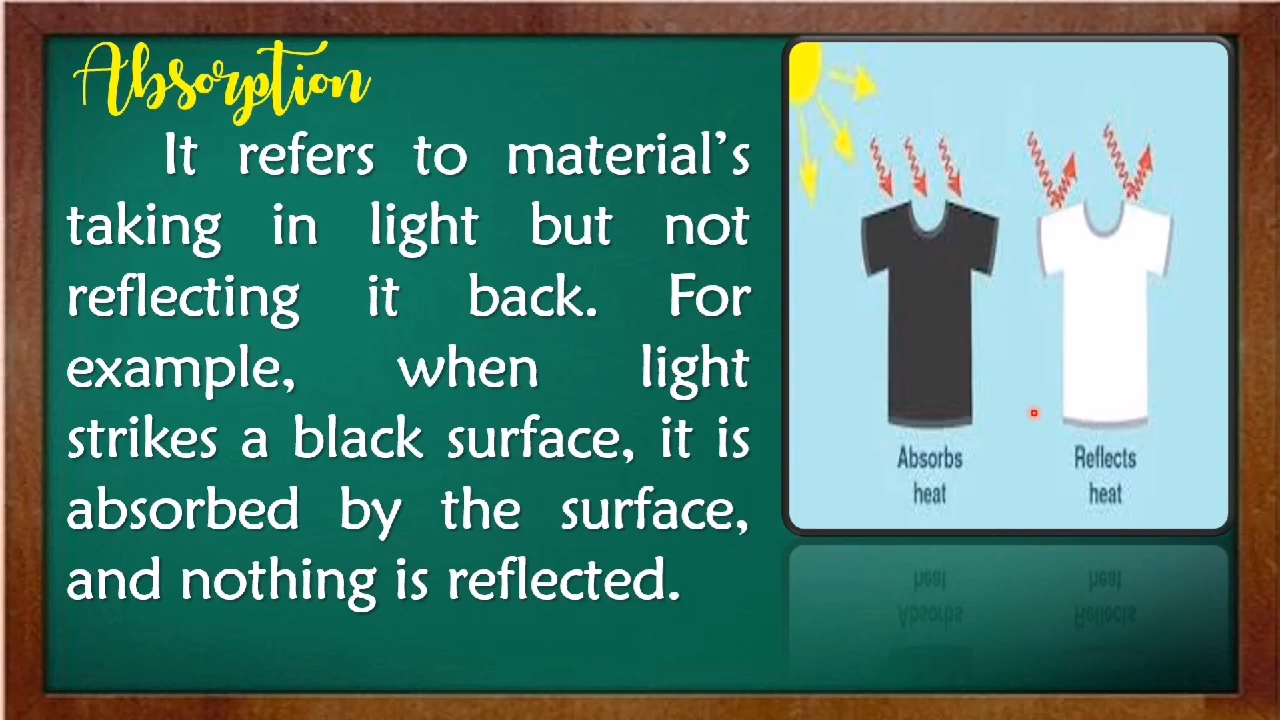 Absorption
It refers to material's
taking in light but not
reflecting it back. For
example, when light
strikes a black surface, it is
absorbed by the surface,
and nothing is reflected.
Absorbs
heat
Reflects
heat